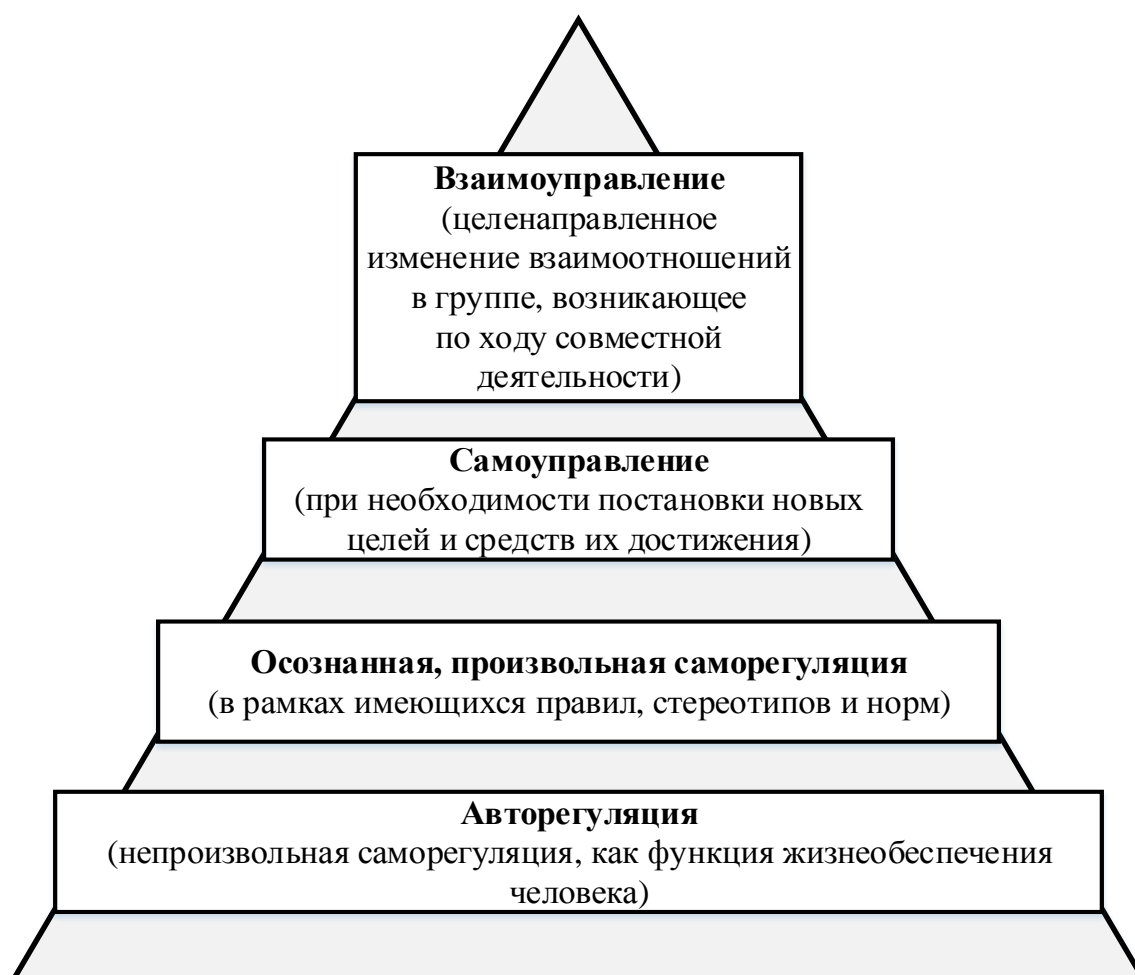 Взаимоуправление
(целенаправленное
изменение взаимоотношений
в группе, возникающее
по ходу совместной
деятельности)
Самоуправление
(при необходимости постановки новых
целей и средств их достижения)
Осознанная, произвольная саморегуляция
(в рамках имеющихся правил, стереотипов и норм)
Авторегуляция
(непроизвольная саморегуляция, как функция жизнеобеспечения
человека)